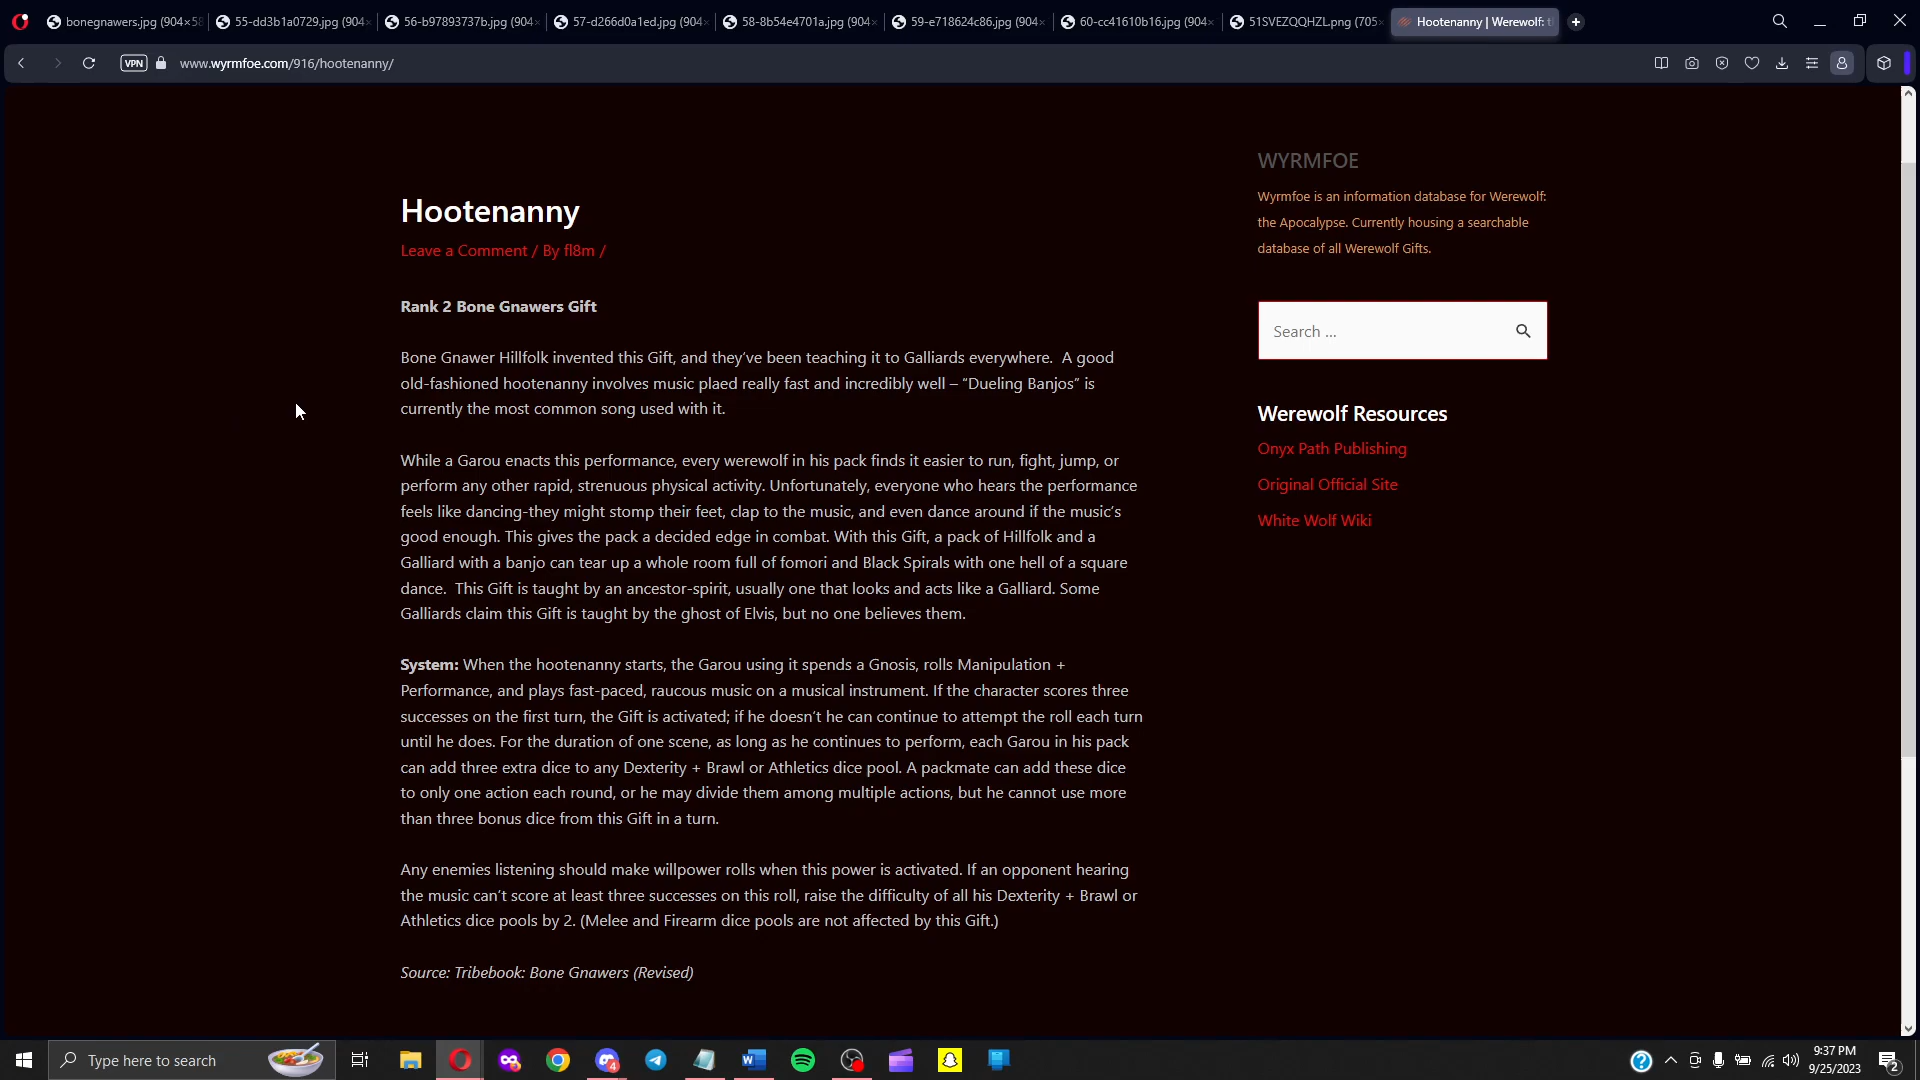 bonegnawers.jpg (904×58
55-dd3b1a0729.jpg (904×
56-b97893737b.jpg (904×
57-d266d0a1ed.jpg (904×
58-8b54e4701a.jpg (904×
59-e718624c86.jpg (904×
60-cc41610b16.jpg (904×
51SVEZQQHZL.png (705×
Hootenanny | Werewolf: t
VPN
www.wyrmfoe.com/916/hootenanny/
Hootenanny
Leave a Comment / By fl8m /
Rank 2 Bone Gnawers Gift
Bone Gnawer Hillfolk invented this Gift, and they’ve been teaching it to Galliards everywhere.  A good
old-fashioned hootenanny involves music plaed really fast and incredibly well – “Dueling Banjos” is
currently the most common song used with it.
While a Garou enacts this performance, every werewolf in his pack finds it easier to run, fight, jump, or
perform any other rapid, strenuous physical activity. Unfortunately, everyone who hears the performance
feels like dancing-they might stomp their feet, clap to the music, and even dance around if the music’s
good enough. This gives the pack a decided edge in combat. With this Gift, a pack of Hillfolk and a
Galliard with a banjo can tear up a whole room full of fomori and Black Spirals with one hell of a square
dance.  This Gift is taught by an ancestor-spirit, usually one that looks and acts like a Galliard. Some
Galliards claim this Gift is taught by the ghost of Elvis, but no one believes them.
System: When the hootenanny starts, the Garou using it spends a Gnosis, rolls Manipulation +
Performance, and plays fast-paced, raucous music on a musical instrument. If the character scores three
successes on the first turn, the Gift is activated; if he doesn’t he can continue to attempt the roll each turn
until he does. For the duration of one scene, as long as he continues to perform, each Garou in his pack
can add three extra dice to any Dexterity + Brawl or Athletics dice pool. A packmate can add these dice
to only one action each round, or he may divide them among multiple actions, but he cannot use more
than three bonus dice from this Gift in a turn.
Any enemies listening should make willpower rolls when this power is activated. If an opponent hearing
the music can’t score at least three successes on this roll, raise the difficulty of all his Dexterity + Brawl or
Athletics dice pools by 2. (Melee and Firearm dice pools are not affected by this Gift.)
Source: Tribebook: Bone Gnawers (Revised)
WYRMFOE
Wyrmfoe is an information database for Werewolf:
the Apocalypse. Currently housing a searchable
database of all Werewolf Gifts.
Search ...
Werewolf Resources
Onyx Path Publishing
Original Official Site
White Wolf Wiki
Type here to search
4
9:37 PM
9/25/2023
2